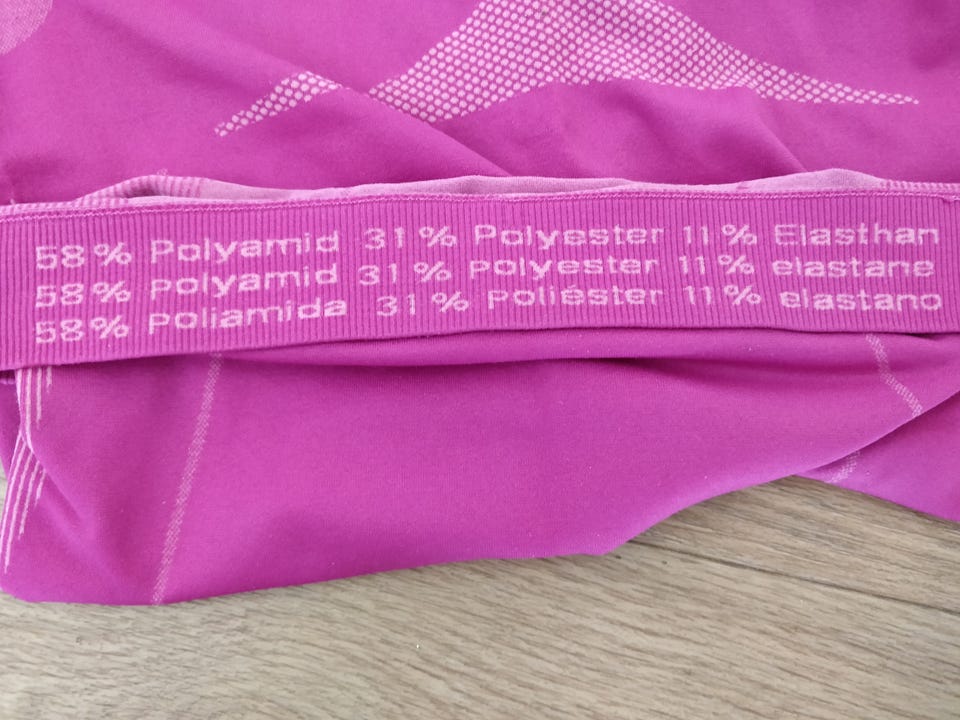 58% Polyamid 31% Polyester 11% Elasthan
58% polyamid 31% polyester 11% elastane
58% poliamida 31% poliéster 11% elastano